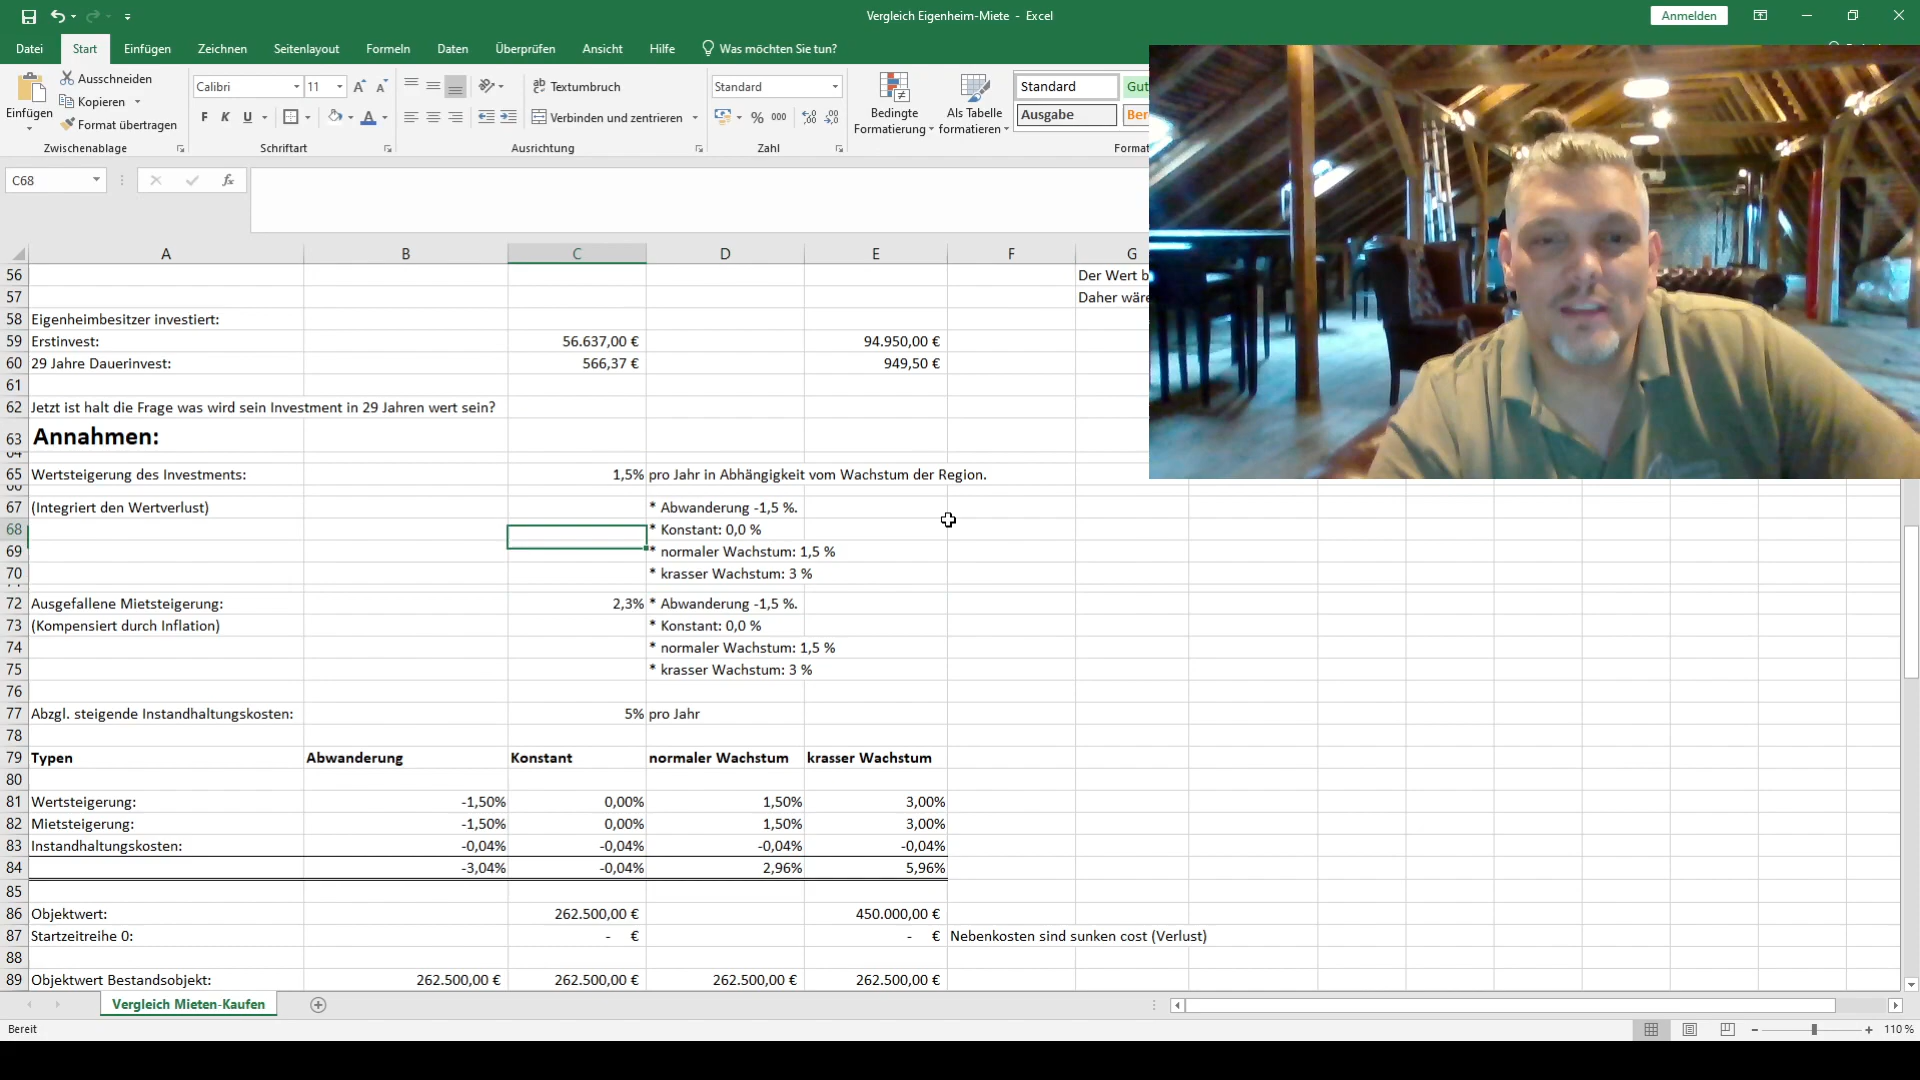 Vergleich Eigenheim-Miete - Excel
Anmelden
Datei Start Einfügen Zeichnen Seitenlayout Formeln Daten Überprüfen Ansicht Hilfe Was möchten Sie tun?
Einfügen
Ausschneiden
Kopieren
Format übertragen
Calibri 11
F K U
Textumbruch
Verbinden und zentrieren
Standard
% 000
Bedingte
Formatierung
Als Tabelle
formatieren
Standard Gut
Ausgabe Ber
Zwischenablage Schriftart Ausrichtung Zahl Format
C68 fx
A B C D E F G
56 Der Wert b
57 Daher wäre
58 Eigenheimbesitzer investiert:
59 Erstinvest: 56.637,00 € 94.950,00 €
60 29 Jahre Dauerinvest: 566,37 € 949,50 €
61
62 Jetzt ist halt die Frage was wird sein Investment in 29 Jahren wert sein?
63 Annahmen:
65 Wertsteigerung des Investments: 1,5% pro Jahr in Abhängigkeit vom Wachstum der Region.
67 (Integriert den Wertverlust) * Abwanderung -1,5 %.
68 * Konstant: 0,0 %
69 * normaler Wachstum: 1,5 %
70 * krasser Wachstum: 3 %
72 Ausgefallene Mietsteigerung: 2,3% * Abwanderung -1,5 %.
73 (Kompensiert durch Inflation) * Konstant: 0,0 %
74 * normaler Wachstum: 1,5 %
75 * krasser Wachstum: 3 %
76
77 Abzgl. steigende Instandhaltungskosten: 5% pro Jahr
78
79 Typen Abwanderung Konstant normaler Wachstum krasser Wachstum
80
81 Wertsteigerung: -1,50% 0,00% 1,50% 3,00%
82 Mietsteigerung: -1,50% 0,00% 1,50% 3,00%
83 Instandhaltungskosten: -0,04% -0,04% -0,04% -0,04%
84 -3,04% -0,04% 2,96% 5,96%
85
86 Objektwert: 262.500,00 € 450.000,00 €
87 Startzeitreihe 0: - € - € Nebenkosten sind sunken cost (Verlust)
88
89 Objektwert Bestandsobjekt: 262.500,00 € 262.500,00 € 262.500,00 € 262.500,00 €
Vergleich Mieten-Kaufen
Bereit
110 %